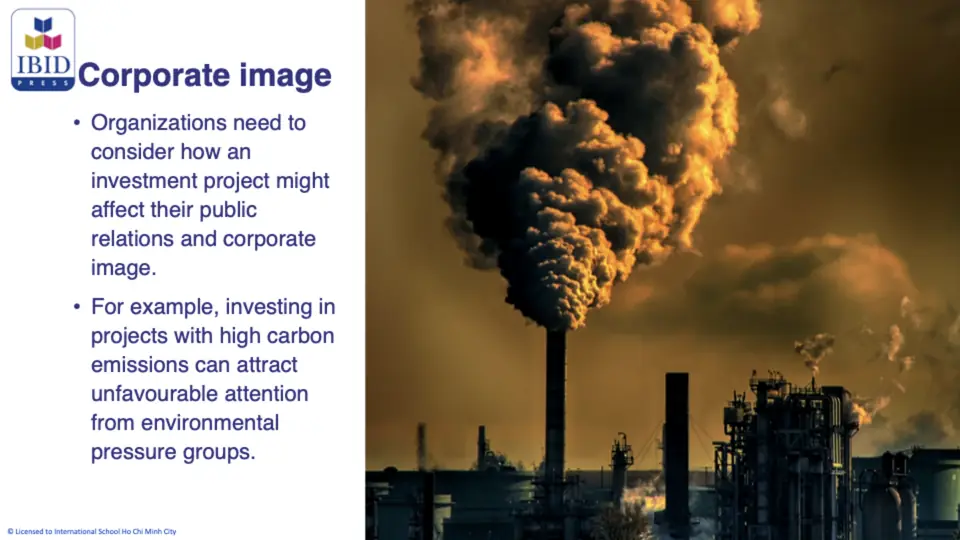 IBID
PRESS
Corporate image
• Organizations need to
consider how an
investment project might
affect their public
relations and corporate
image.
• For example, investing in
projects with high carbon
emissions can attract
unfavourable attention
from environmental
pressure groups.
© Licensed to International School Ho Chi Minh City